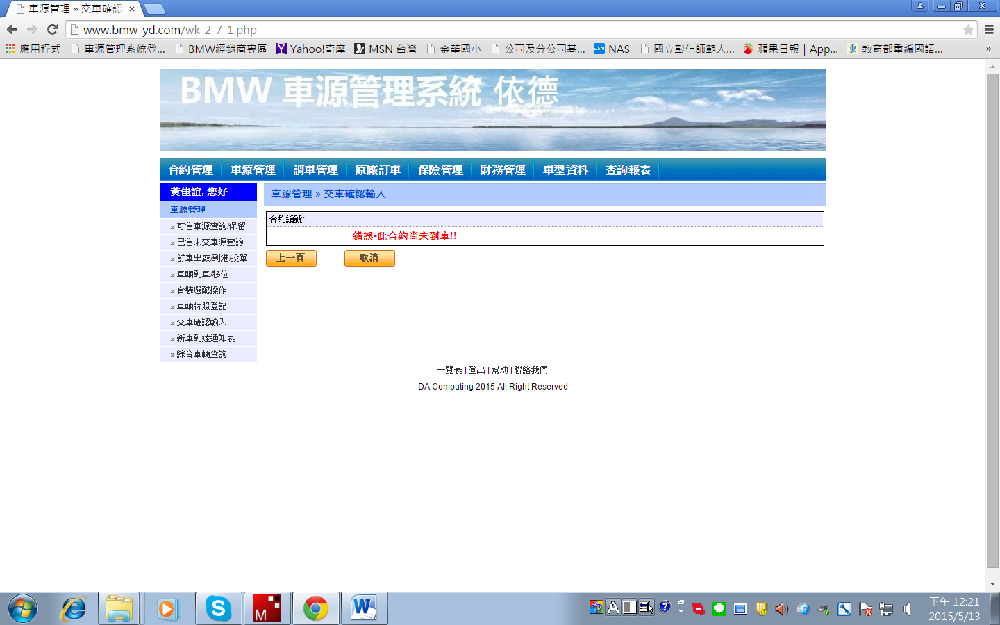 車源管理 » 交車確認
www.bmw-yd.com/wk-2-7-1.php
應用程式 車源管理系統登... BMW經銷商專區 Yahoo!奇摩 MSN 台灣 金華國小 公司及分公司基... NAS 國立彰化師範大... 蘋果日報 | App... 教育部重編國語... »
BMW 車源管理系統 依德
合約管理 車源管理 調車管理 原廠訂車 保險管理 財務管理 車型資料 查詢報表
黃佳誼, 您好
車源管理
» 可售車源查詢/保留
» 己售未交車源查詢
» 訂車出廠/到港/投單
» 車輛到車/移位
» 台裝選配操作
» 車輛牌照登記
» 交車確認輸入
» 新車到達通知表
» 綜合車輛查詢
車源管理 » 交車確認輸入
合約編號:
錯誤-此合約尚未到車!!
上一頁 取消
一覽表 | 登出 | 幫助 | 聯絡我們
DA Computing 2015 All Right Reserved
下午 12:21
2015/5/13